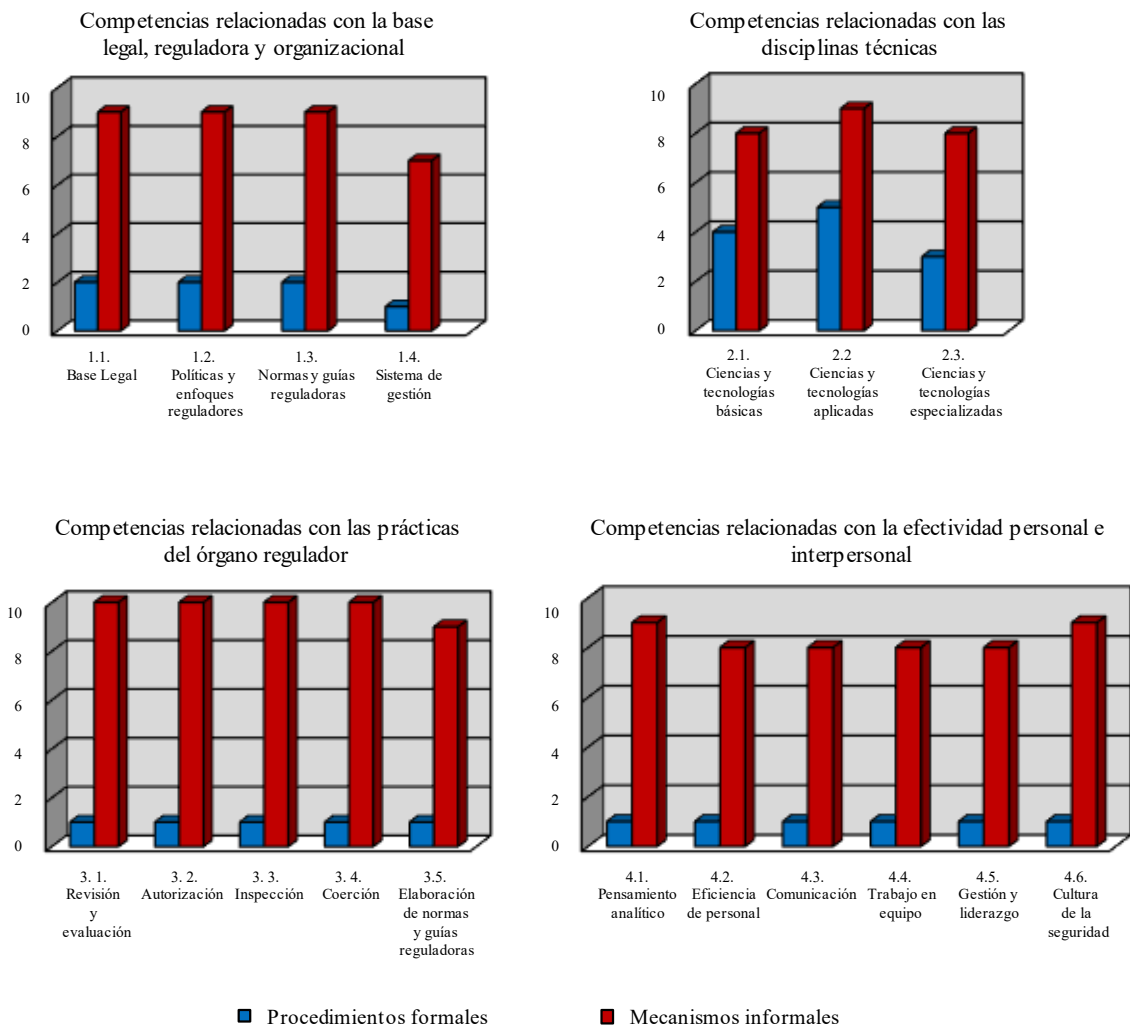 Competencias relacionadas con la base
legal, reguladora y organizacional
10
8
6
4
2
0
1.1.
Base Legal
1.2.
Políticas y
enfoques
reguladores
1.3.
Normas y guías
reguladoras
1.4.
Sistema de
gestión
Competencias relacionadas con las
disciplinas técnicas
10
8
6
4
2
0
2.1.
Ciencias y
tecnologías
básicas
2.2
Ciencias y
tecnologías
aplicadas
2.3.
Ciencias y
tecnologías
especializadas
Competencias relacionadas con las prácticas
del órgano regulador
10
8
6
4
2
0
3. 1.
Revisión
y
evaluación
3. 2.
Autorización
3. 3.
Inspección
3. 4.
Coerción
3.5.
Elaboración
de normas
y guías
reguladoras
Competencias relacionadas con la efectividad personal e
interpersonal
10
8
6
4
2
0
4.1.
Pensamiento
analítico
4.2.
Eficiencia
de personal
4.3.
Comunicación
4.4.
Trabajo en
equipo
4.5.
Gestión y
liderazgo
4.6.
Cultura
de la
seguridad
Procedimientos formales
Mecanismos informales